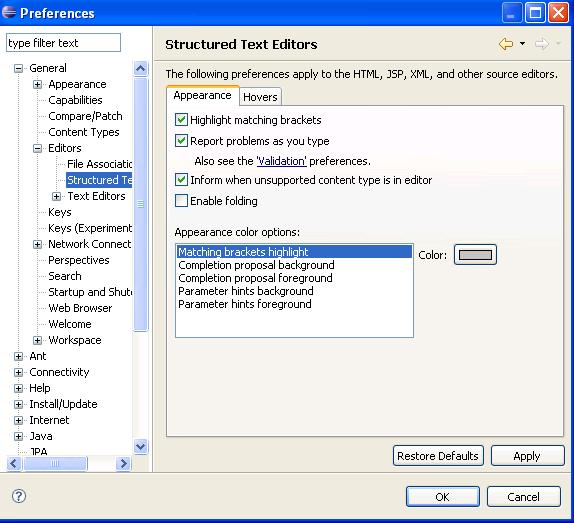 Preferences
type filter text
General
Appearance
Capabilities
Compare/Patch
Content Types
Editors
File Associatic
Structured Te
Text Editors
Keys
Keys (Experiment
Network Connect
Perspectives
Search
Startup and Shut
Web Browser
Welcome
Workspace
Ant
Connectivity
Help
Install/Update
Internet
Java
JPA
Structured Text Editors
The following preferences apply to the HTML, JSP, XML, and other source editors.
Appearance Hovers
Highlight matching brackets
Report problems as you type
Also see the 'Validation' preferences.
Inform when unsupported content type is in editor
Enable folding
Appearance color options:
Matching brackets highlight
Completion proposal background
Completion proposal foreground
Parameter hints background
Parameter hints foreground
Color:
Restore Defaults Apply
? OK Cancel